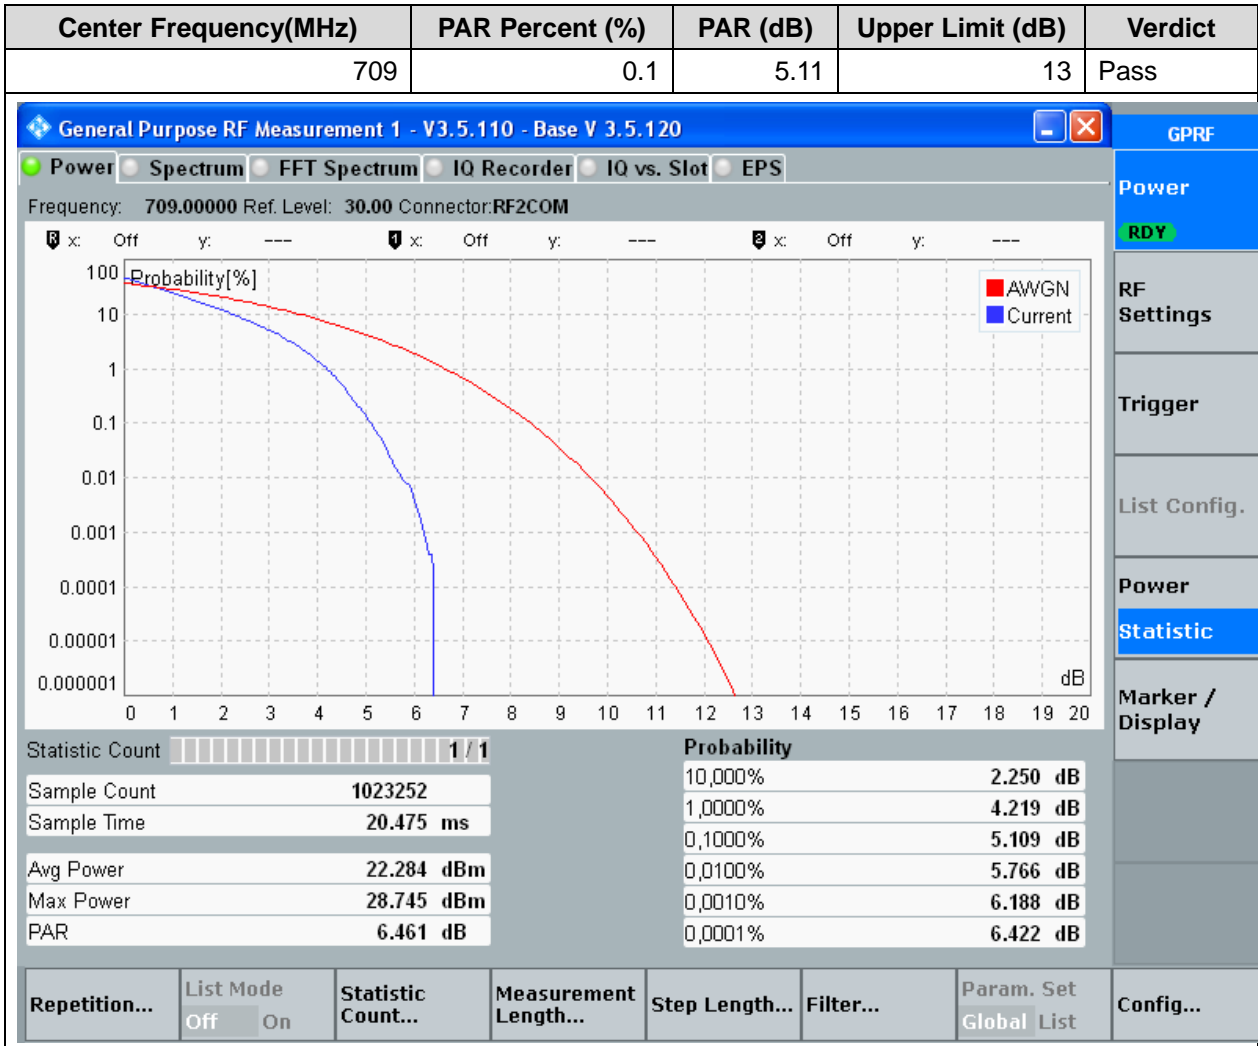 Center Frequency(MHz) PAR Percent (%) PAR (dB) Upper Limit (dB) Verdict
709 0.1 5.11 13 Pass
General Purpose RF Measurement 1 - V3.5.110 - Base V 3.5.120
GPRF
Power Spectrum FFT Spectrum IQ Recorder IQ vs. Slot EPS
Frequency: 709.00000 Ref. Level: 30.00 Connector:RF2COM
R x: Off y: --- 1 x: Off y: --- 2 x: Off y: ---
Probability[%]
AWGN
Current
100
10
1
0.1
0.01
0.001
0.0001
0.00001
0.000001
dB
0 1 2 3 4 5 6 7 8 9 10 11 12 13 14 15 16 17 18 19 20
Statistic Count 1 / 1
Sample Count 1023252
Sample Time 20.475 ms
Avg Power 22.284 dBm
Max Power 28.745 dBm
PAR 6.461 dB
Probability
10,000% 2.250 dB
1,0000% 4.219 dB
0,1000% 5.109 dB
0,0100% 5.766 dB
0,0010% 6.188 dB
0,0001% 6.422 dB
Power
RDY
RF
Settings
Trigger
List Config.
Power
Statistic
Marker /
Display
Repetition...
List Mode
Off On
Statistic
Count...
Measurement
Length...
Step Length...
Filter...
Param. Set
Global List
Config...